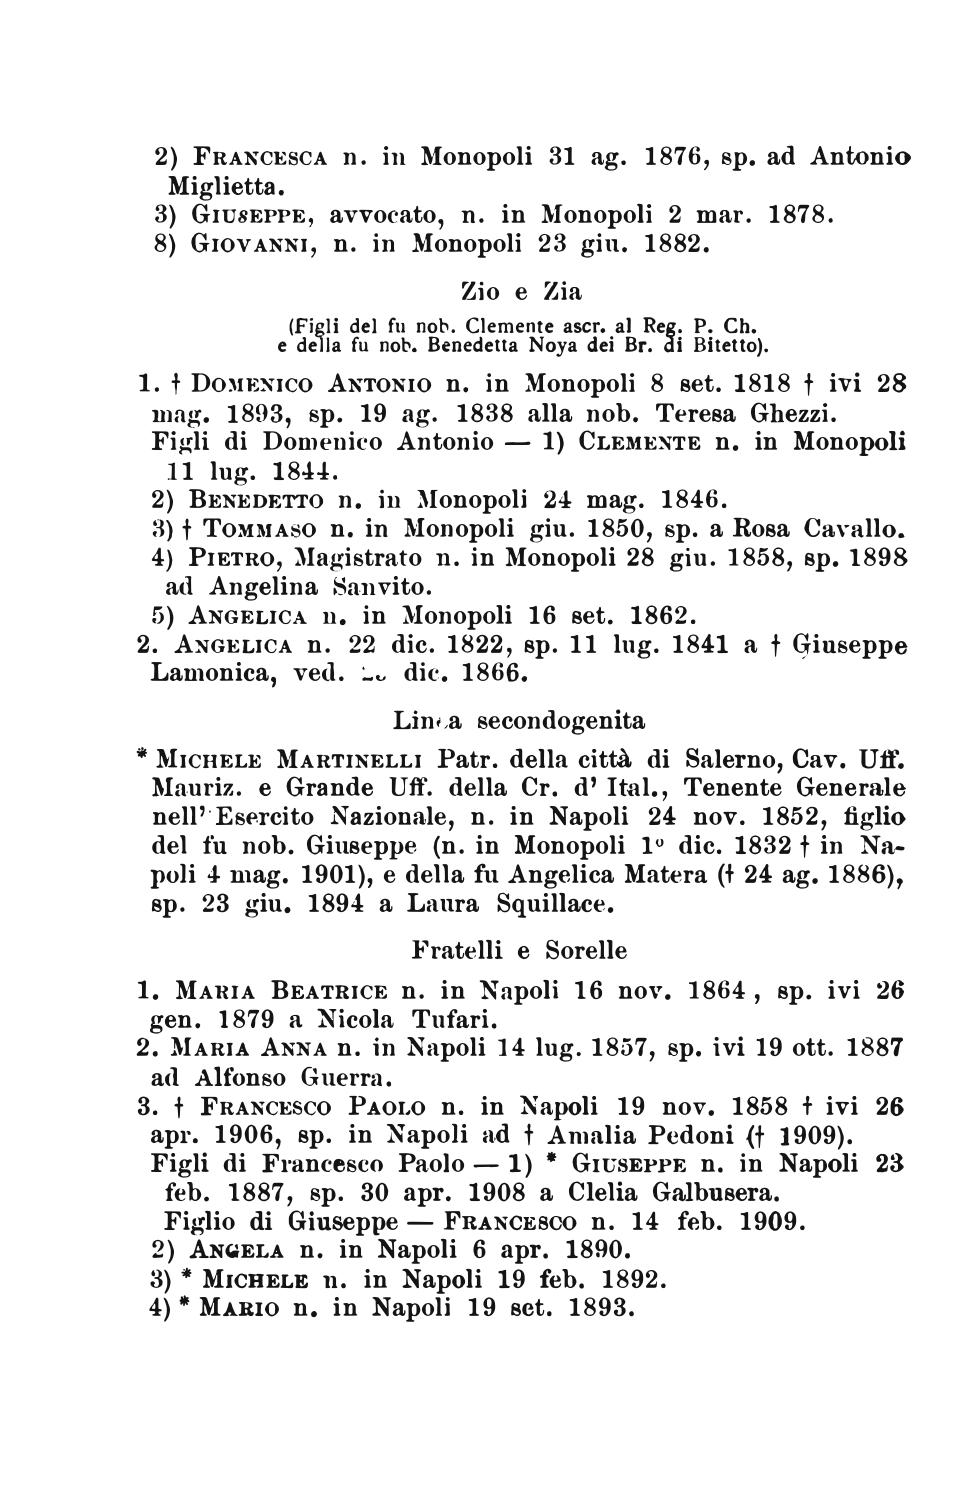 2) Francesca n. in Monopoli 31 ag. 1876, sp. ad Antonio
Miglietta.
3) Giuseppe, avvocato, n. in Monopoli 2 mar. 1878.
8) Giovanni, n. in Monopoli 23 giu. 1882.
Zio e Zia
(Figli del fu nob. Clemente ascr. al Reg. P. Ch.
e della fu nob. Benedetta Noya dei Br. di Bitetto).
1. † Domenico Antonio n. in Monopoli 8 set. 1818 † ivi 28
mag. 1893, sp. 19 ag. 1838 alla nob. Teresa Ghezzi.
Figli di Domenico Antonio — 1) Clemente n. in Monopoli
11 lug. 1844.
2) Benedetto n. in Monopoli 24 mag. 1846.
3) † Tommaso n. in Monopoli giu. 1850, sp. a Rosa Cavallo.
4) Pietro, Magistrato n. in Monopoli 28 giu. 1858, sp. 1898
ad Angelina Sanvito.
5) Angelica n. in Monopoli 16 set. 1862.
2. Angelica n. 22 dic. 1822, sp. 11 lug. 1841 a † Giuseppe
Lamonica, ved. dic. 1866.
Linea secondogenita
* Michele Martinelli Patr. della città di Salerno, Cav. Uff.
Mauriz. e Grande Uff. della Cr. d' Ital., Tenente Generale
nell' Esercito Nazionale, n. in Napoli 24 nov. 1852, figlio
del fu nob. Giuseppe (n. in Monopoli 1º dic. 1832 † in Na-
poli 4 mag. 1901), e della fu Angelica Matera († 24 ag. 1886),
sp. 23 giu. 1894 a Laura Squillace.
Fratelli e Sorelle
1. Maria Beatrice n. in Napoli 16 nov. 1864 , sp. ivi 26
gen. 1879 a Nicola Tufari.
2. Maria Anna n. in Napoli 14 lug. 1857, sp. ivi 19 ott. 1887
ad Alfonso Guerra.
3. † Francesco Paolo n. in Napoli 19 nov. 1858 † ivi 26
apr. 1906, sp. in Napoli ad † Amalia Pedoni († 1909).
Figli di Francesco Paolo — 1) * Giuseppe n. in Napoli 23
feb. 1887, sp. 30 apr. 1908 a Clelia Galbusera.
Figlio di Giuseppe — Francesco n. 14 feb. 1909.
2) Angela n. in Napoli 6 apr. 1890.
3) * Michele n. in Napoli 19 feb. 1892.
4) * Mario n. in Napoli 19 set. 1893.